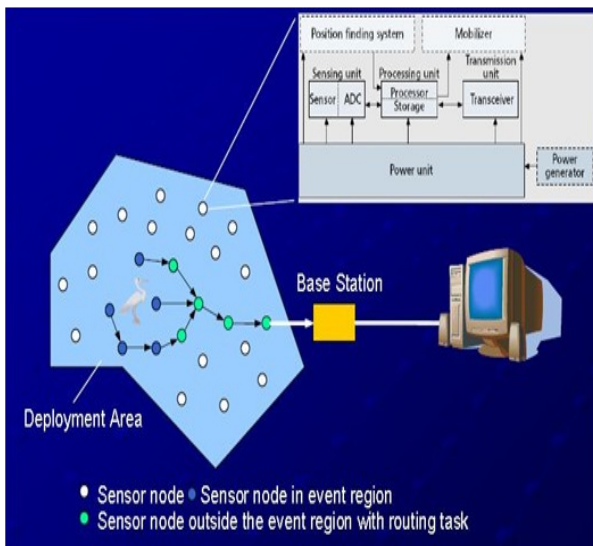 Position finding system
Mobilizer
Sensing unit
Processing unit
Transmission unit
Sensor
ADC
Processor
Storage
Transceiver
Power unit
Power generator
Base Station
Deployment Area
Sensor node
Sensor node in event region
Sensor node outside the event region with routing task